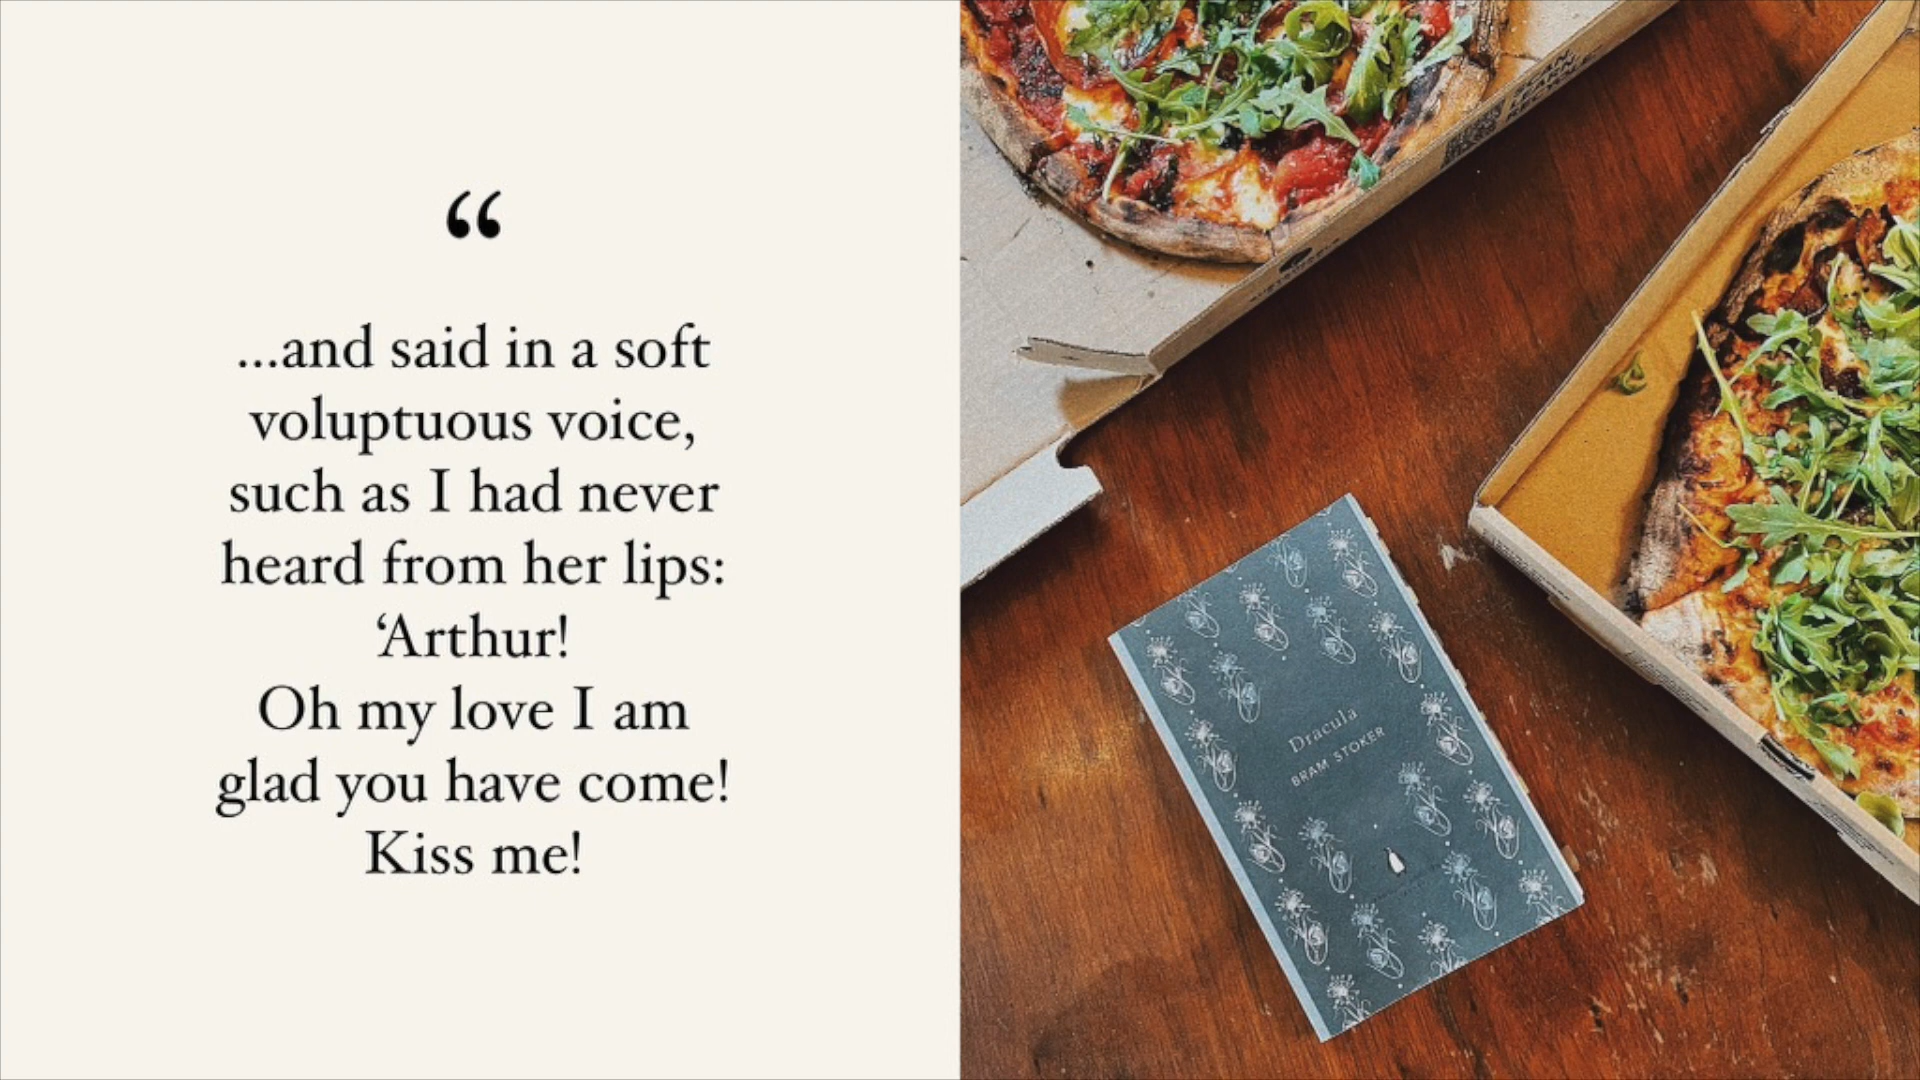 “
...and said in a soft
voluptuous voice,
such as I had never
heard from her lips:
‘Arthur!
Oh my love I am
glad you have come!
Kiss me!
Dracula
BRAM STOKER